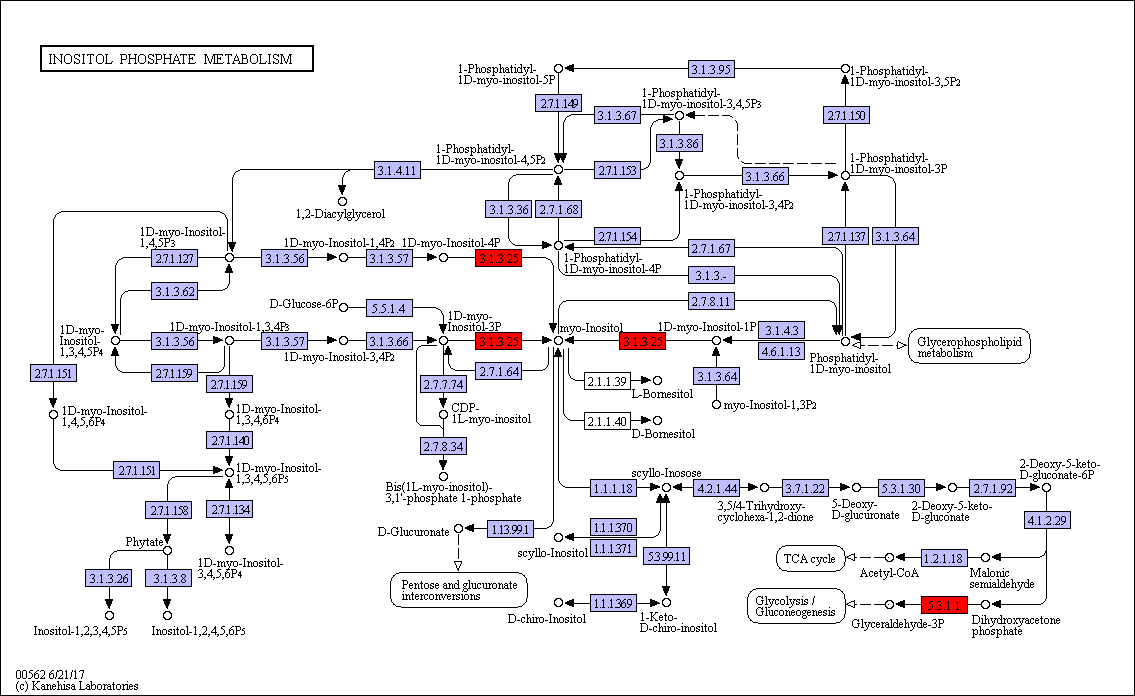 INOSITOL PHOSPHATE METABOLISM
1-Phosphatidyl-
1D-myo-inositol-5P
3.1.3.95
1-Phosphatidyl-
1D-myo-inositol-3,5P2
2.7.1.149
1-Phosphatidyl-
1D-myo-inositol-3,4,5P3
3.1.3.67
2.7.1.150
3.1.3.86
1-Phosphatidyl-
1D-myo-inositol-4,5P2
3.1.4.11
2.7.1.153
3.1.3.66
1-Phosphatidyl-
1D-myo-inositol-3P
1,2-Diacylglycerol
3.1.3.36
2.7.1.68
1-Phosphatidyl-
1D-myo-inositol-3,4P2
1D-myo-Inositol-
1,4,5P3
1D-myo-Inositol-1,4P2
1D-myo-Inositol-4P
2.7.1.154
2.7.1.137
3.1.3.64
2.7.1.127
3.1.3.56
3.1.3.57
3.1.3.25
2.7.1.67
1-Phosphatidyl-
1D-myo-inositol-4P
3.1.3.-
3.1.3.62
D-Glucose-6P
5.5.1.4
2.7.8.11
1D-myo-
Inositol-
1,3,4,5P4
1D-myo-Inositol-1,3,4P3
1D-myo-
Inositol-3P
myo-Inositol
1D-myo-Inositol-1P
3.1.4.3
3.1.3.56
3.1.3.57
3.1.3.66
3.1.3.25
3.1.3.25
4.6.1.13
1D-myo-Inositol-3,4P2
Phosphatidyl-
1D-myo-inositol
Glycerophospholipid
metabolism
2.7.1.151
2.7.1.159
2.7.1.159
2.7.7.74
2.7.1.64
2.1.1.39
L-Bornesitol
3.1.3.64
myo-Inositol-1,3P2
1D-myo-Inositol-
1,4,5,6P4
1D-myo-Inositol-
1,3,4,6P4
CDP-
1L-myo-inositol
2.1.1.40
D-Bornesitol
2.7.1.140
2.7.8.34
2.7.1.151
1D-myo-Inositol-
1,3,4,5,6P5
Bis(1L-myo-inositol)-
3,1'-phosphate 1-phosphate
scyllo-Inosose
2-Deoxy-5-keto-
D-gluconate-6P
1.1.1.18
4.2.1.44
3.7.1.22
5.3.1.30
2.7.1.92
3,5/4-Trihydroxy-
cyclohexa-1,2-dione
5-Deoxy-
D-glucuronate
2-Deoxy-5-keto-
D-gluconate
2.7.1.158
2.7.1.134
D-Glucuronate
1.13.99.1
1.1.1.370
1.1.1.371
scyllo-Inositol
4.1.2.29
Phytate
1D-myo-Inositol-
3,4,5,6P4
5.3.99.11
TCA cycle
1.2.1.18
Acetyl-CoA
Malonic
semialdehyde
3.1.3.26
3.1.3.8
Pentose and glucuronate
interconversions
D-chiro-Inositol
1.1.1.369
1-Keto-
D-chiro-inositol
Glycolysis /
Gluconeogenesis
5.3.1.1
Glyceraldehyde-3P
Dihydroxyacetone
phosphate
Inositol-1,2,3,4,5P5
Inositol-1,2,4,5,6P5
00562 6/21/17
(c) Kanehisa Laboratories